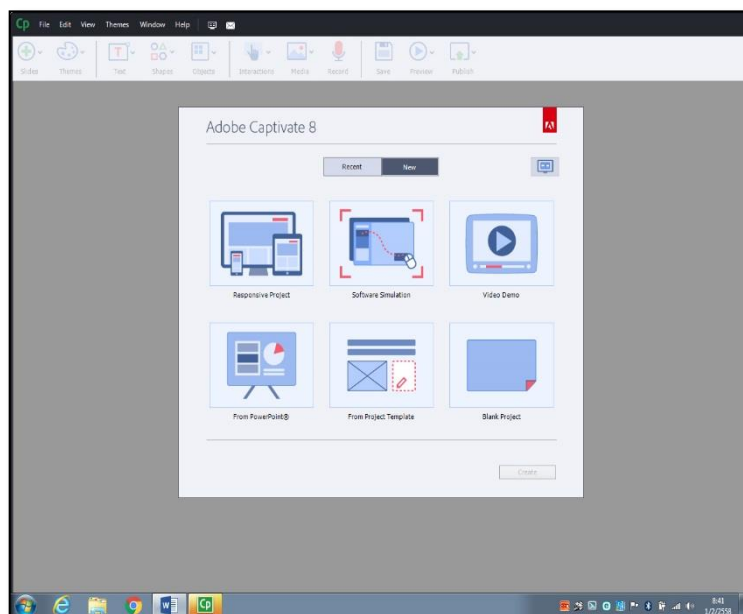 Cp File Edit View Themes Window Help
Slides Themes Text Shapes Objects Interactions Media Record Save Preview Publish
Adobe Captivate 8
Recent New
Responsive Project Software Simulation Video Demo
From PowerPoint® From Project Template Blank Project
Create
W Cp
8:41
1/2/2558